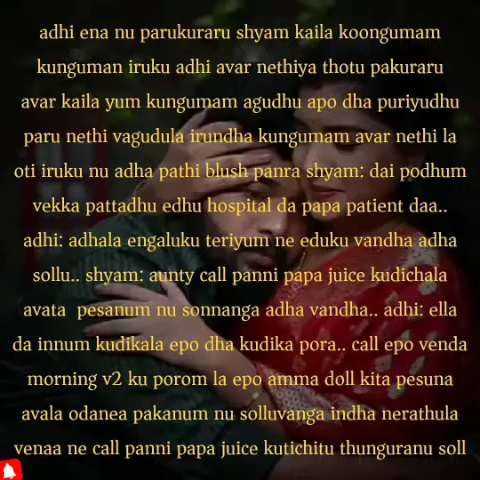 adhi ena nu parukuraru shyam kaila koongumam
kunguman iruku adhi avar nethiya thotu pakuraru
avar kaila yum kungumam agudhu apo dha puriyudhu
paru nethi vagudula irundha kungumam avar nethi la
oti iruku nu adha pathi blush panra shyam: dai podhum
vekka pattadhu edhu hospital da papa patient daa..
adhi: adhala engaluku teriyum ne eduku vandha adha
sollu.. shyam: aunty call panni papa juice kudichala
avata pesanum nu sonnanga adha vandha.. adhi: ella
da innum kudikala epo dha kudika pora.. call epo venda
morning v2 ku porom la epo amma doll kita pesuna
avala odanea pakanum nu solluvanga indha nerathula
venaa ne call panni papa juice kutichitu thunguranu soll